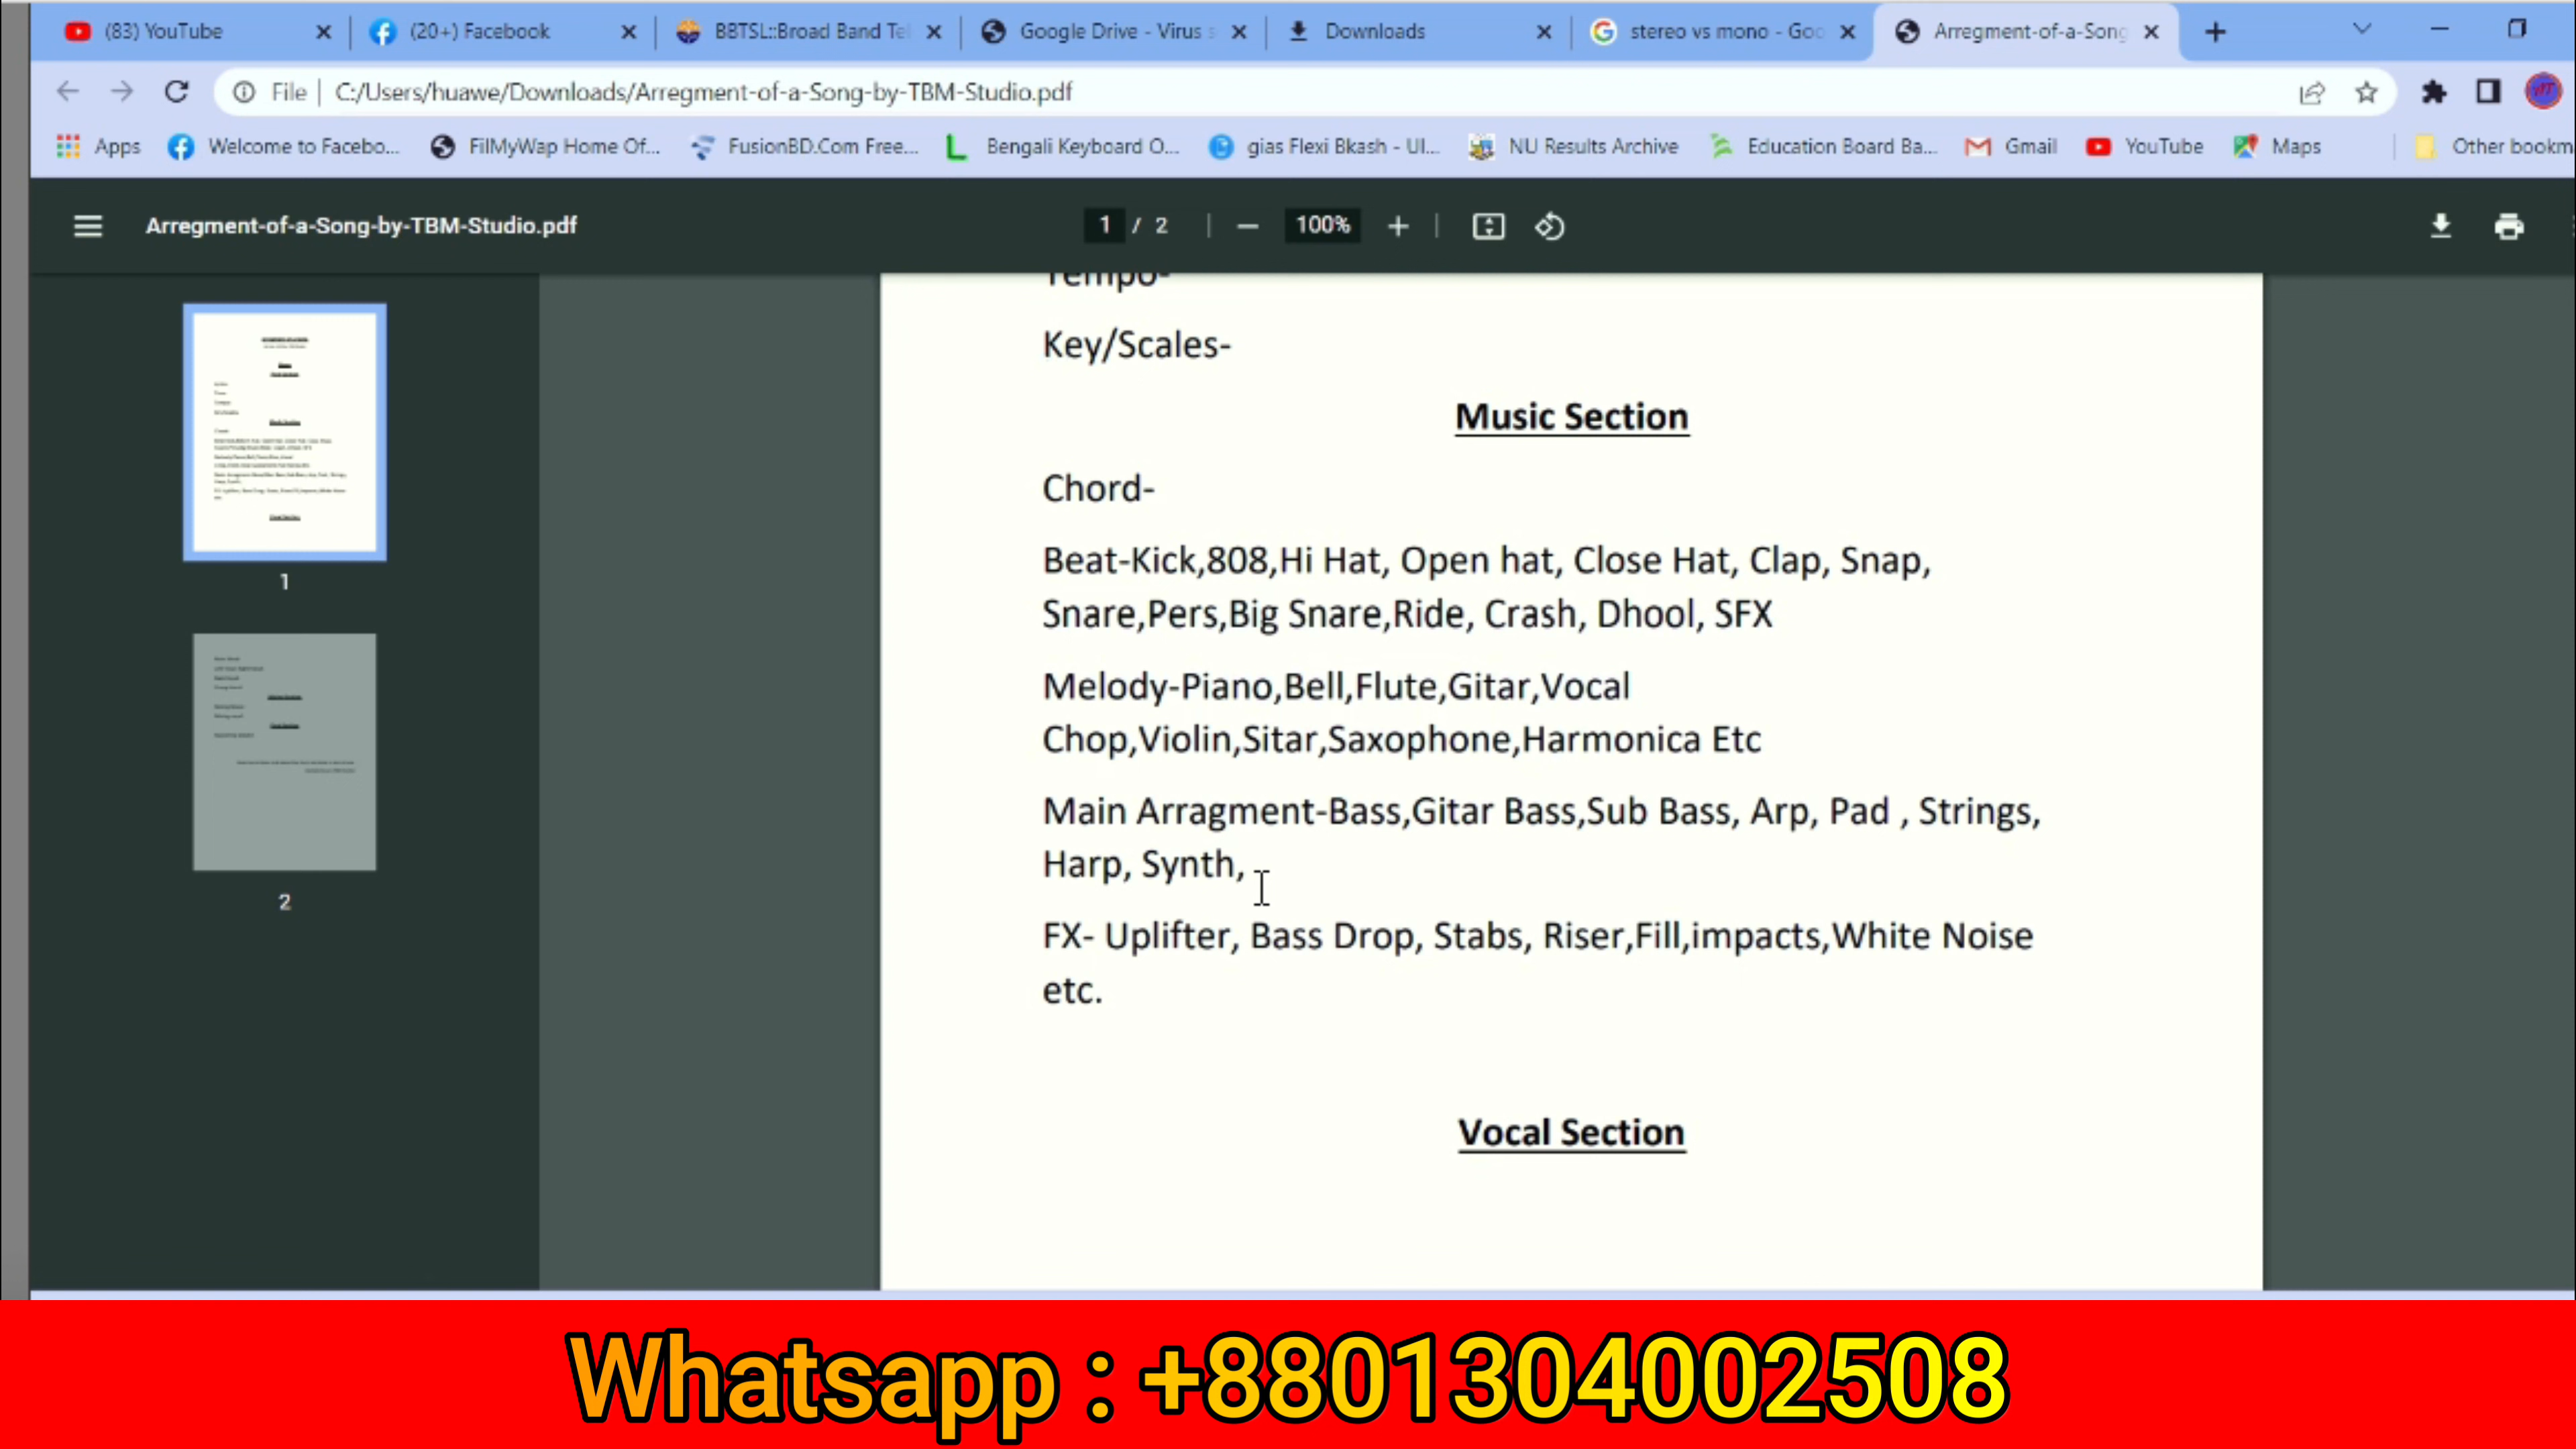 (83) YouTube
(20+) Facebook
BBTSL::Broad Band Tel
Google Drive - Virus s
Downloads
stereo vs mono - Goo
Arregment-of-a-Song
File | C:/Users/huawe/Downloads/Arregment-of-a-Song-by-TBM-Studio.pdf
Apps
Welcome to Facebo...
FilMyWap Home Of...
FusionBD.Com Free...
Bengali Keyboard O...
gias Flexi Bkash - Ul...
NU Results Archive
Education Board Ba...
Gmail
YouTube
Maps
Other bookm
Arregment-of-a-Song-by-TBM-Studio.pdf
1 / 2
100%
1
2
Tempo-
Key/Scales-
Music Section
Chord-
Beat-Kick,808,Hi Hat, Open hat, Close Hat, Clap, Snap,
Snare,Pers,Big Snare,Ride, Crash, Dhool, SFX
Melody-Piano,Bell,Flute,Gitar,Vocal
Chop,Violin,Sitar,Saxophone,Harmonica Etc
Main Arragment-Bass,Gitar Bass,Sub Bass, Arp, Pad , Strings,
Harp, Synth,
FX- Uplifter, Bass Drop, Stabs, Riser,Fill,impacts,White Noise
etc.
Vocal Section
Whatsapp : +8801304002508